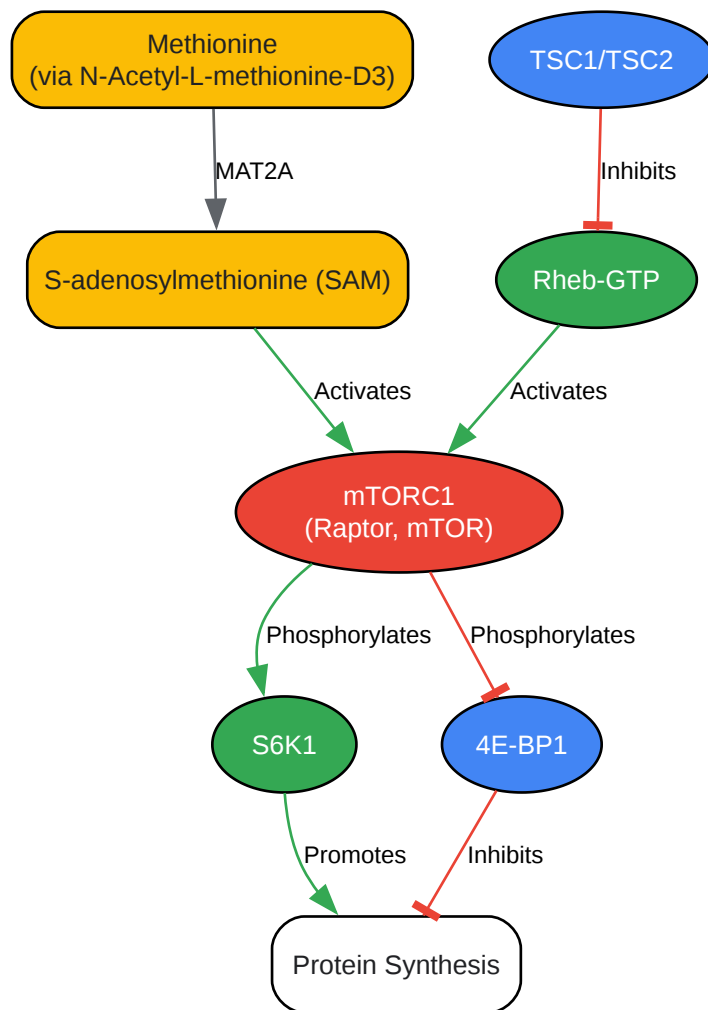 Methionine
(via N-Acetyl-L-methionine-D3)
TSC1/TSC2
MAT2A
Inhibits
S-adenosylmethionine (SAM)
Rheb-GTP
Activates
Activates
mTORC1
(Raptor, mTOR)
Phosphorylates
Phosphorylates
S6K1
4E-BP1
Promotes
Inhibits
Protein Synthesis